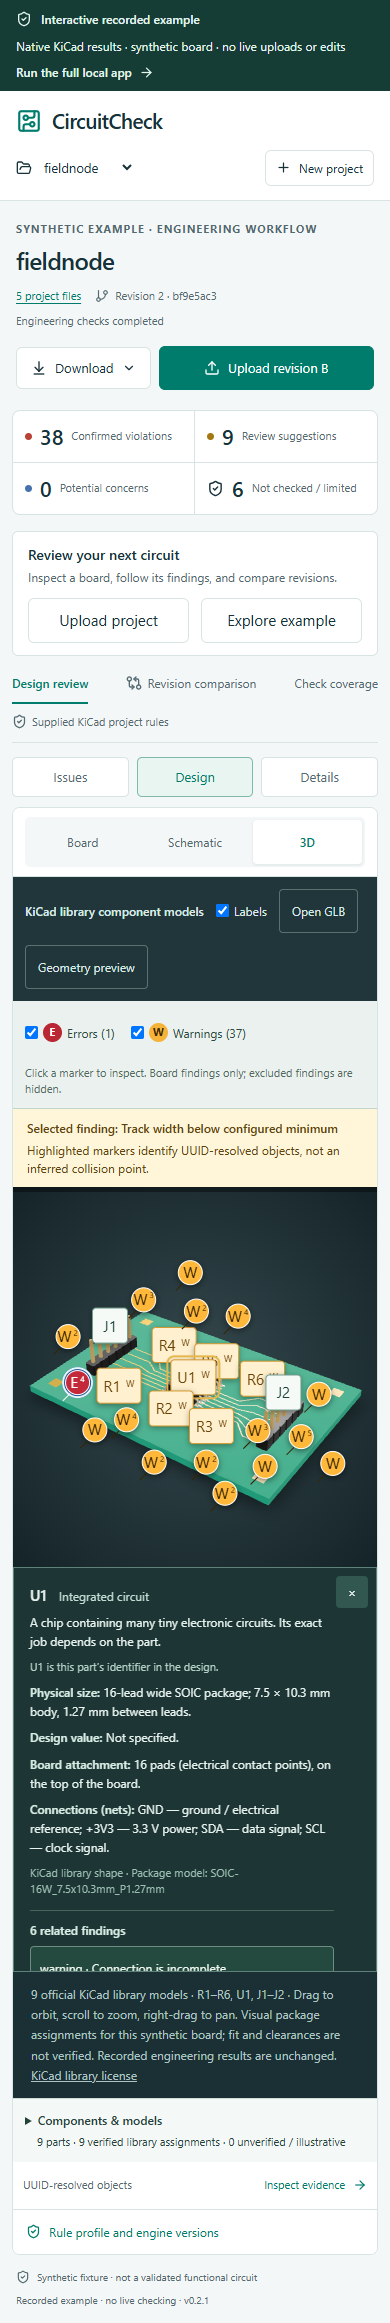 Interactive recorded example
Native KiCad results · synthetic board · no live uploads or edits
Run the full local app →
CircuitCheck
fieldnode
+ New project
SYNTHETIC EXAMPLE · ENGINEERING WORKFLOW
fieldnode
5 project files Revision 2 · bf9e5ac3
Engineering checks completed
Download
Upload revision B
38 Confirmed violations
9 Review suggestions
0 Potential concerns
6 Not checked / limited
Review your next circuit
Inspect a board, follow its findings, and compare revisions.
Upload project
Explore example
Design review
Revision comparison
Check coverage
Supplied KiCad project rules
Issues
Design
Details
Board
Schematic
3D
KiCad library component models
Labels
Open GLB
Geometry preview
E Errors (1) W Warnings (37)
Click a marker to inspect. Board findings only; excluded findings are
hidden.
Selected finding: Track width below configured minimum
Highlighted markers identify UUID-resolved objects, not an
inferred collision point.
W
W 3
W 2
W 4
W 2
J1
R4 W
W
E 4
R1 W
U1 W
R6
J2
W
R2 W
W 4
W
R3 W
W
W 5
W 2
W 2
W
W
W 2
U1 Integrated circuit
×
A chip containing many tiny electronic circuits. Its exact
job depends on the part.
U1 is this part's identifier in the design.
Physical size: 16-lead wide SOIC package; 7.5 × 10.3 mm
body, 1.27 mm between leads.
Design value: Not specified.
Board attachment: 16 pads (electrical contact points), on
the top of the board.
Connections (nets): GND — ground / electrical
reference; +3V3 — 3.3 V power; SDA — data signal; SCL
— clock signal.
KiCad library shape · Package model: SOIC-
16W_7.5x10.3mm_P1.27mm
6 related findings
warning · Connection is incomplete
9 official KiCad library models · R1–R6, U1, J1–J2 · Drag to
orbit, scroll to zoom, right-drag to pan. Visual package
assignments for this synthetic board; fit and clearances are
not verified. Recorded engineering results are unchanged.
KiCad library license
Components & models
9 parts · 9 verified library assignments · 0 unverified / illustrative
UUID-resolved objects
Inspect evidence →
Rule profile and engine versions
Synthetic fixture · not a validated functional circuit
Recorded example · no live checking · v0.2.1